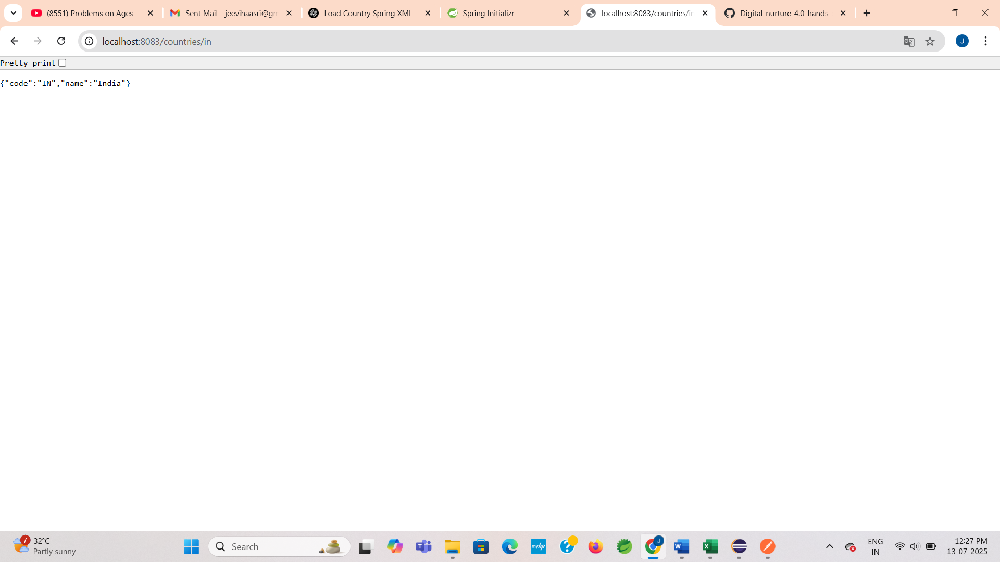 (8551) Problems on Ages -
Sent Mail - jeevihaasri@gm
Load Country Spring XML
Spring Initializr
localhost:8083/countries/in
Digital-nurture-4.0-hands-
localhost:8083/countries/in
J
Pretty-print
{"code":"IN","name":"India"}
7
32°C
Partly sunny
Search
myhp
J
ENG
IN
12:27 PM
13-07-2025